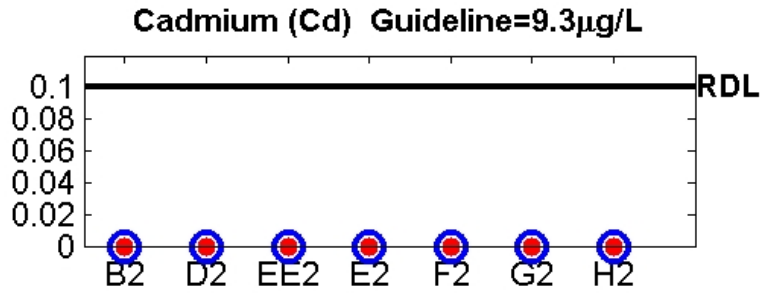 Cadmium (Cd)  Guideline=9.3μg/L
0.1
RDL
0.08
0.06
0.04
0.02
0
B2 D2 EE2 E2 F2 G2 H2